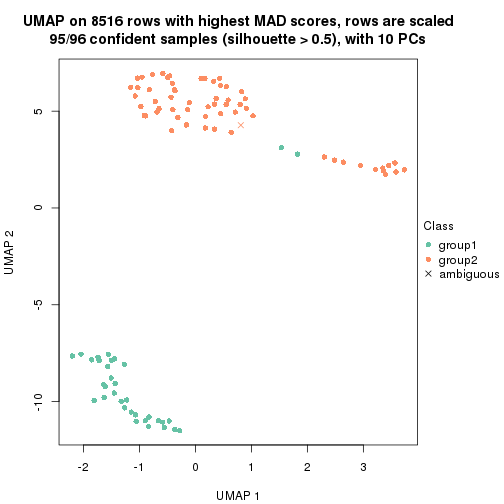 UMAP on 8516 rows with highest MAD scores, rows are scaled
95/96 confident samples (silhouette > 0.5), with 10 PCs
5
0
-5
-10
UMAP 2
-2
-1
0
1
2
3
UMAP 1
Class
group1
group2
ambiguous